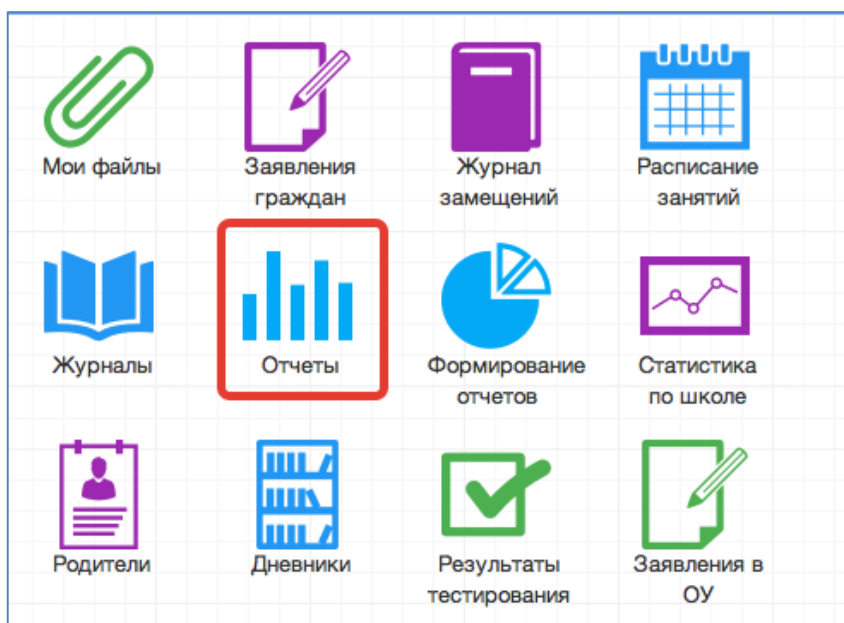 Мои файлы
Заявления
граждан
Журнал
замещений
Расписание
занятий
Журналы
Отчеты
Формирование
отчетов
Статистика
по школе
Родители
Дневники
Результаты
тестирования
Заявления в
ОУ